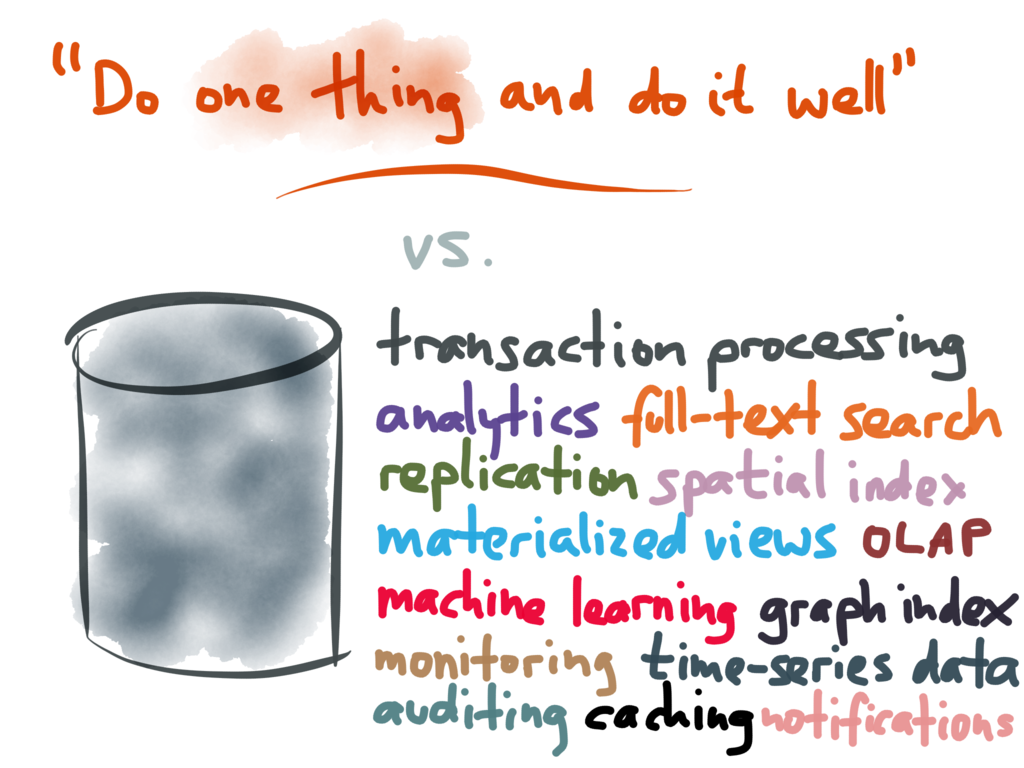 “Do one thing and do it well”
vs.
transaction processing
analytics full-text search
replication spatial index
materialized views OLAP
machine learning graph index
monitoring time-series data
auditing caching notifications